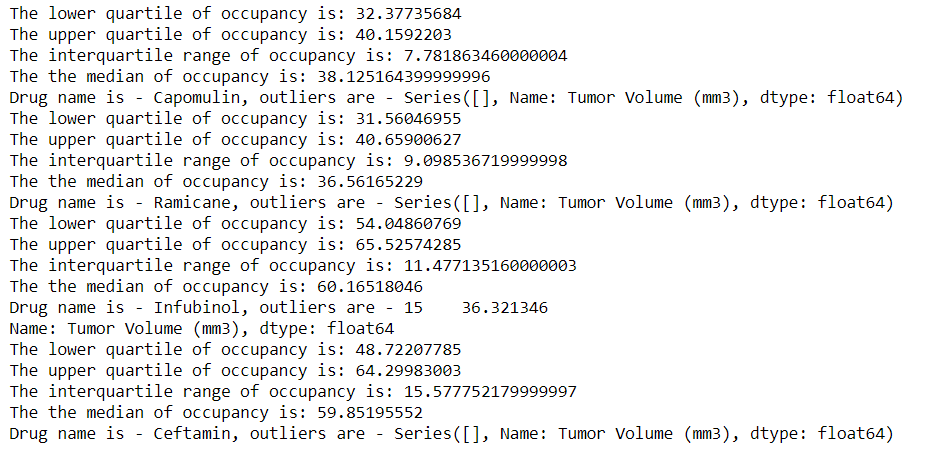 The lower quartile of occupancy is: 32.37735684
The upper quartile of occupancy is: 40.1592203
The interquartile range of occupancy is: 7.781863460000004
The the median of occupancy is: 38.125164399999996
Drug name is - Capomulin, outliers are - Series([], Name: Tumor Volume (mm3), dtype: float64)
The lower quartile of occupancy is: 31.56046955
The upper quartile of occupancy is: 40.65900627
The interquartile range of occupancy is: 9.098536719999998
The the median of occupancy is: 36.56165229
Drug name is - Ramicane, outliers are - Series([], Name: Tumor Volume (mm3), dtype: float64)
The lower quartile of occupancy is: 54.04860769
The upper quartile of occupancy is: 65.52574285
The interquartile range of occupancy is: 11.477135160000003
The the median of occupancy is: 60.16518046
Drug name is - Infubinol, outliers are - 15    36.321346
Name: Tumor Volume (mm3), dtype: float64
The lower quartile of occupancy is: 48.72207785
The upper quartile of occupancy is: 64.29983003
The interquartile range of occupancy is: 15.577752179999997
The the median of occupancy is: 59.85195552
Drug name is - Ceftamin, outliers are - Series([], Name: Tumor Volume (mm3), dtype: float64)